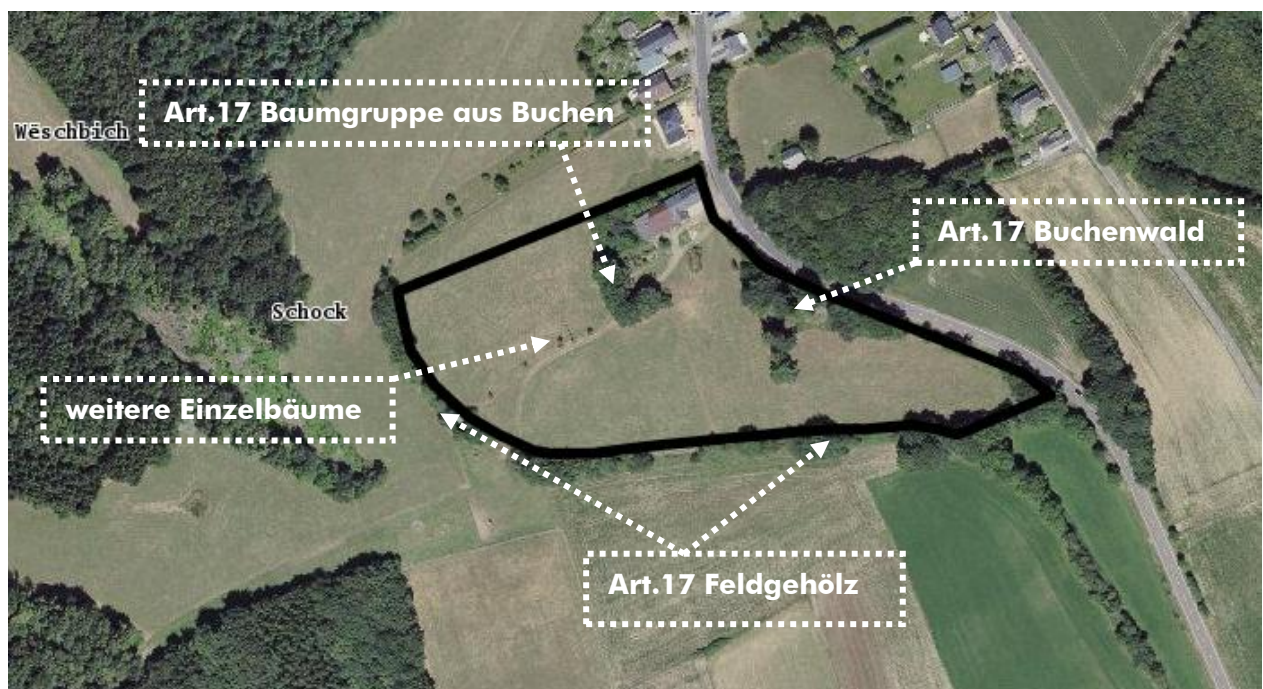 Art.17 Baumgruppe aus Buchen
Wëschbich
Art.17 Buchenwald
Schock
weitere Einzelbäume
Art.17 Feldgehölz